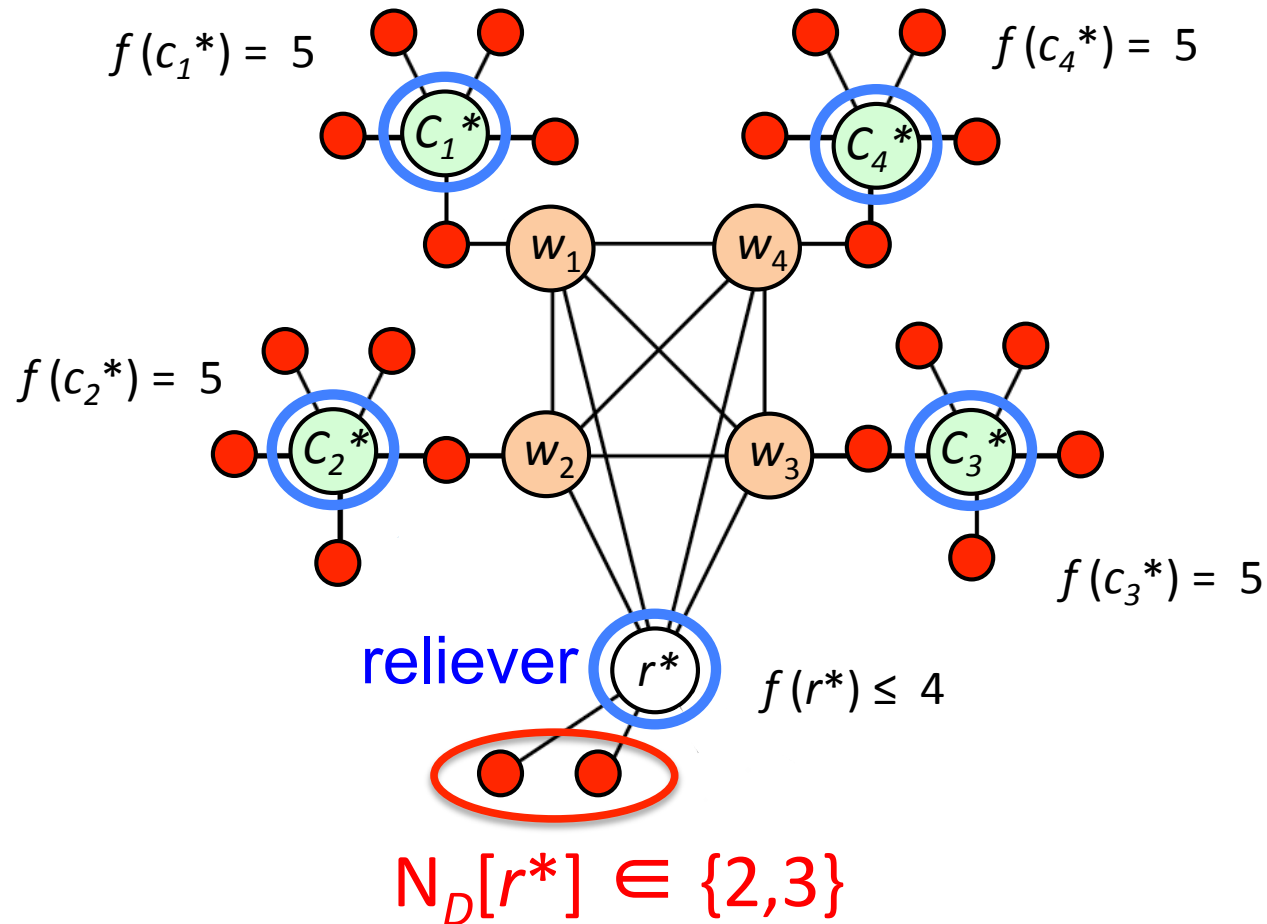 f (c₁*) = 5
f (c₄*) = 5
C₁*
C₄*
w₁
w₄
f (c₂*) = 5
C₂*
w₂
w₃
C₃*
f (c₃*) = 5
reliever
r*
f (r*) ≤ 4
N_D[r*] ∈ {2,3}